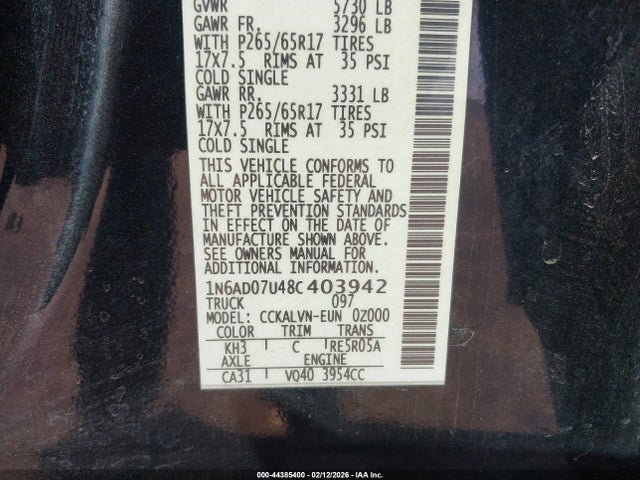 GVWR 5730 LB
GAWR FR. 3296 LB
WITH P265/65R17 TIRES
17X7.5 RIMS AT 35 PSI
COLD SINGLE
GAWR RR. 3331 LB
WITH P265/65R17 TIRES
17X7.5 RIMS AT 35 PSI
COLD SINGLE
THIS VEHICLE CONFORMS TO
ALL APPLICABLE FEDERAL
MOTOR VEHICLE SAFETY AND
THEFT PREVENTION STANDARDS
IN EFFECT ON THE DATE OF
MANUFACTURE SHOWN ABOVE.
SEE OWNERS MANUAL FOR
ADDITIONAL INFORMATION.
1N6AD07U48C403942
TRUCK 097
MODEL: CCKALVN-EUN 0Z000
COLOR TRIM TRANS
KH3 C RE5R05A
AXLE ENGINE
CA31 VQ40 3954CC
000-44385400 - 02/12/2026 - IAA Inc.